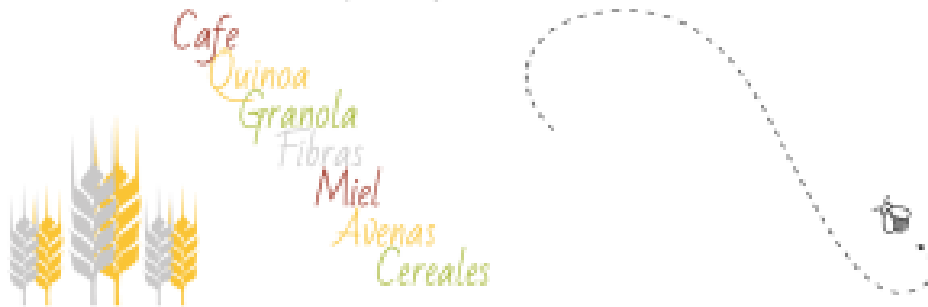 Cafe
Quinoa
Granola
Fibras
Miel
Avenas
Cereales